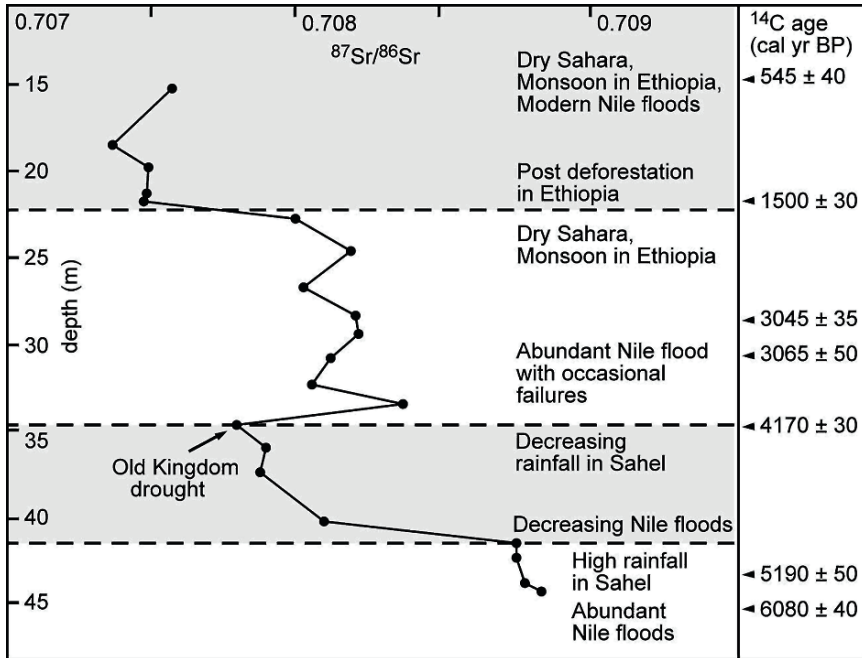 0.707
0.708
0.709
⁸⁷Sr/⁸⁶Sr
¹⁴C age
(cal yr BP)
Dry Sahara,
Monsoon in Ethiopia,
Modern Nile floods
545 ± 40
15
20
Post deforestation
in Ethiopia
1500 ± 30
Dry Sahara,
Monsoon in Ethiopia
25
depth (m)
3045 ± 35
30
3065 ± 50
Abundant Nile flood
with occasional
failures
4170 ± 30
35
Decreasing
rainfall in Sahel
Old Kingdom
drought
40
Decreasing Nile floods
High rainfall
in Sahel
5190 ± 50
45
Abundant
Nile floods
6080 ± 40